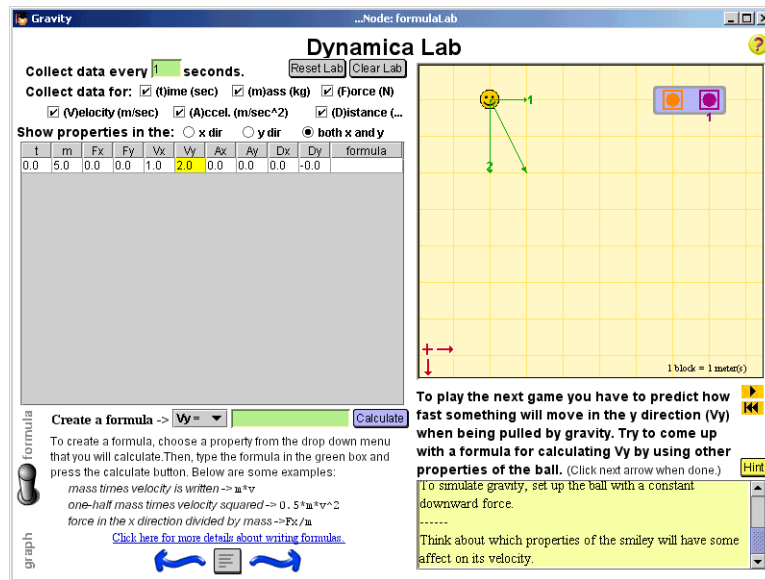 Gravity ...Node: formulaLab
Dynamica Lab
?
Collect data every 1 seconds. Reset Lab Clear Lab
Collect data for: (t)ime (sec) (m)ass (kg) (F)orce (N)
(V)elocity (m/sec) (A)ccel. (m/sec^2) (D)istance (...
Show properties in the: x dir y dir both x and y
t m Fx Fy Vx Vy Ax Ay Dx Dy formula
0.0 5.0 0.0 0.0 1.0 2.0 0.0 0.0 0.0 -0.0
1
2
1
1 block = 1 meter(s)
Create a formula -> Vy = Calculate
To create a formula, choose a property from the drop down menu
that you will calculate.Then, type the formula in the green box and
press the calculate button. Below are some examples:
mass times velocity is written -> m*v
one-half mass times velocity squared -> 0.5*m*v^2
force in the x direction divided by mass ->Fx/m
Click here for more details about writing formulas.
formula
graph
To play the next game you have to predict how
fast something will move in the y direction (Vy)
when being pulled by gravity. Try to come up
with a formula for calculating Vy by using other
properties of the ball. (Click next arrow when done.)
Hint
To simulate gravity, set up the ball with a constant
downward force.
------
Think about which properties of the smiley will have some
affect on its velocity.